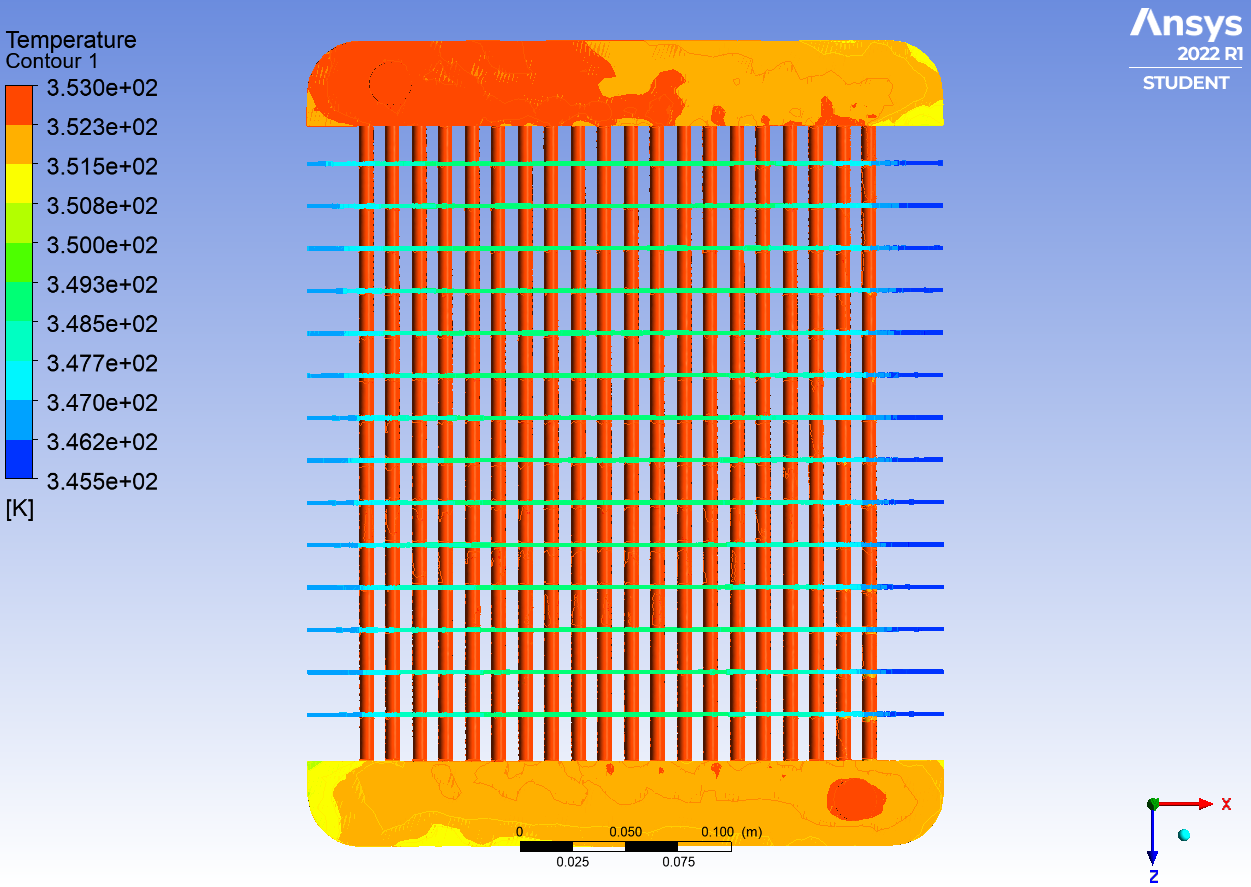 Temperature
Contour 1
3.530e+02
3.523e+02
3.515e+02
3.508e+02
3.500e+02
3.493e+02
3.485e+02
3.477e+02
3.470e+02
3.462e+02
3.455e+02
[K]
Ansys
2022 R1
STUDENT
0 0.050 0.100 (m)
0.025 0.075
X
Z